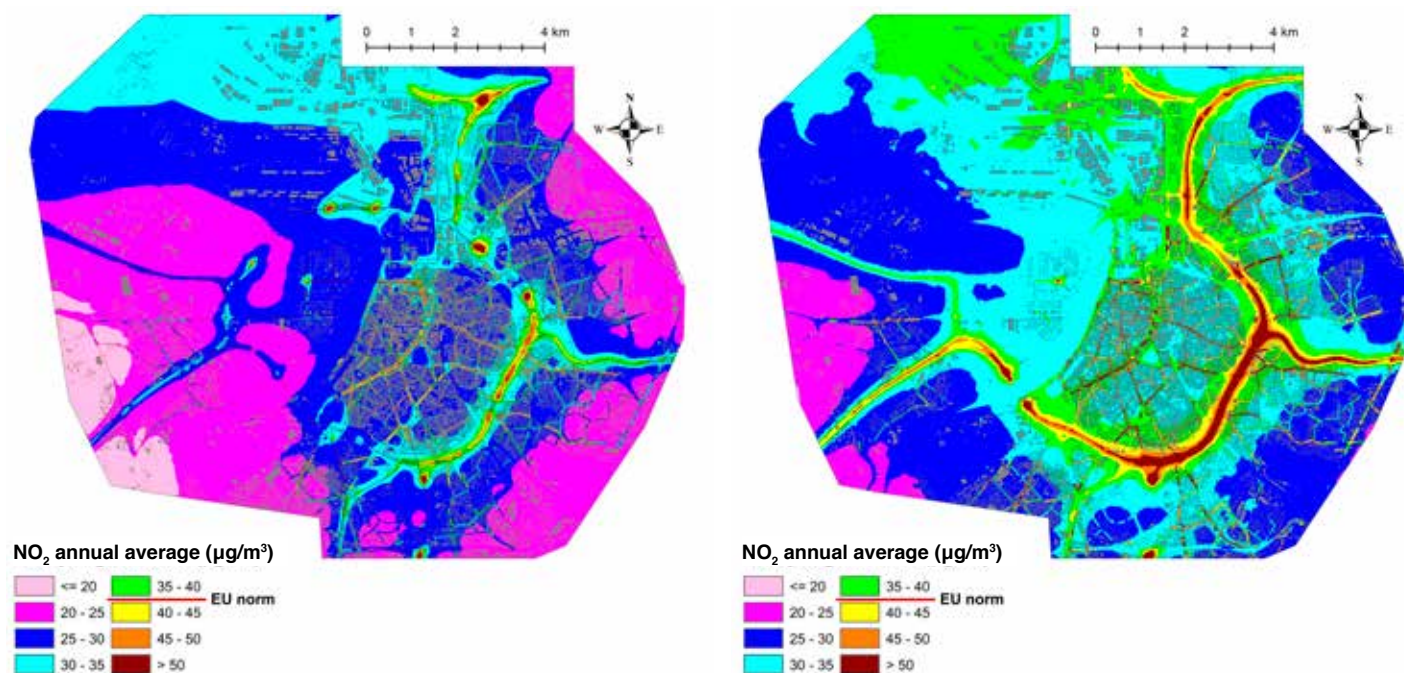 0 1 2 4 km
N
W E
S
NO2 annual average (µg/m³)
<= 20 35 - 40
EU norm
20 - 25 40 - 45
25 - 30 45 - 50
30 - 35 > 50
0 1 2 4 km
N
W E
S
NO2 annual average (µg/m³)
<= 20 35 - 40
EU norm
20 - 25 40 - 45
25 - 30 45 - 50
30 - 35 > 50